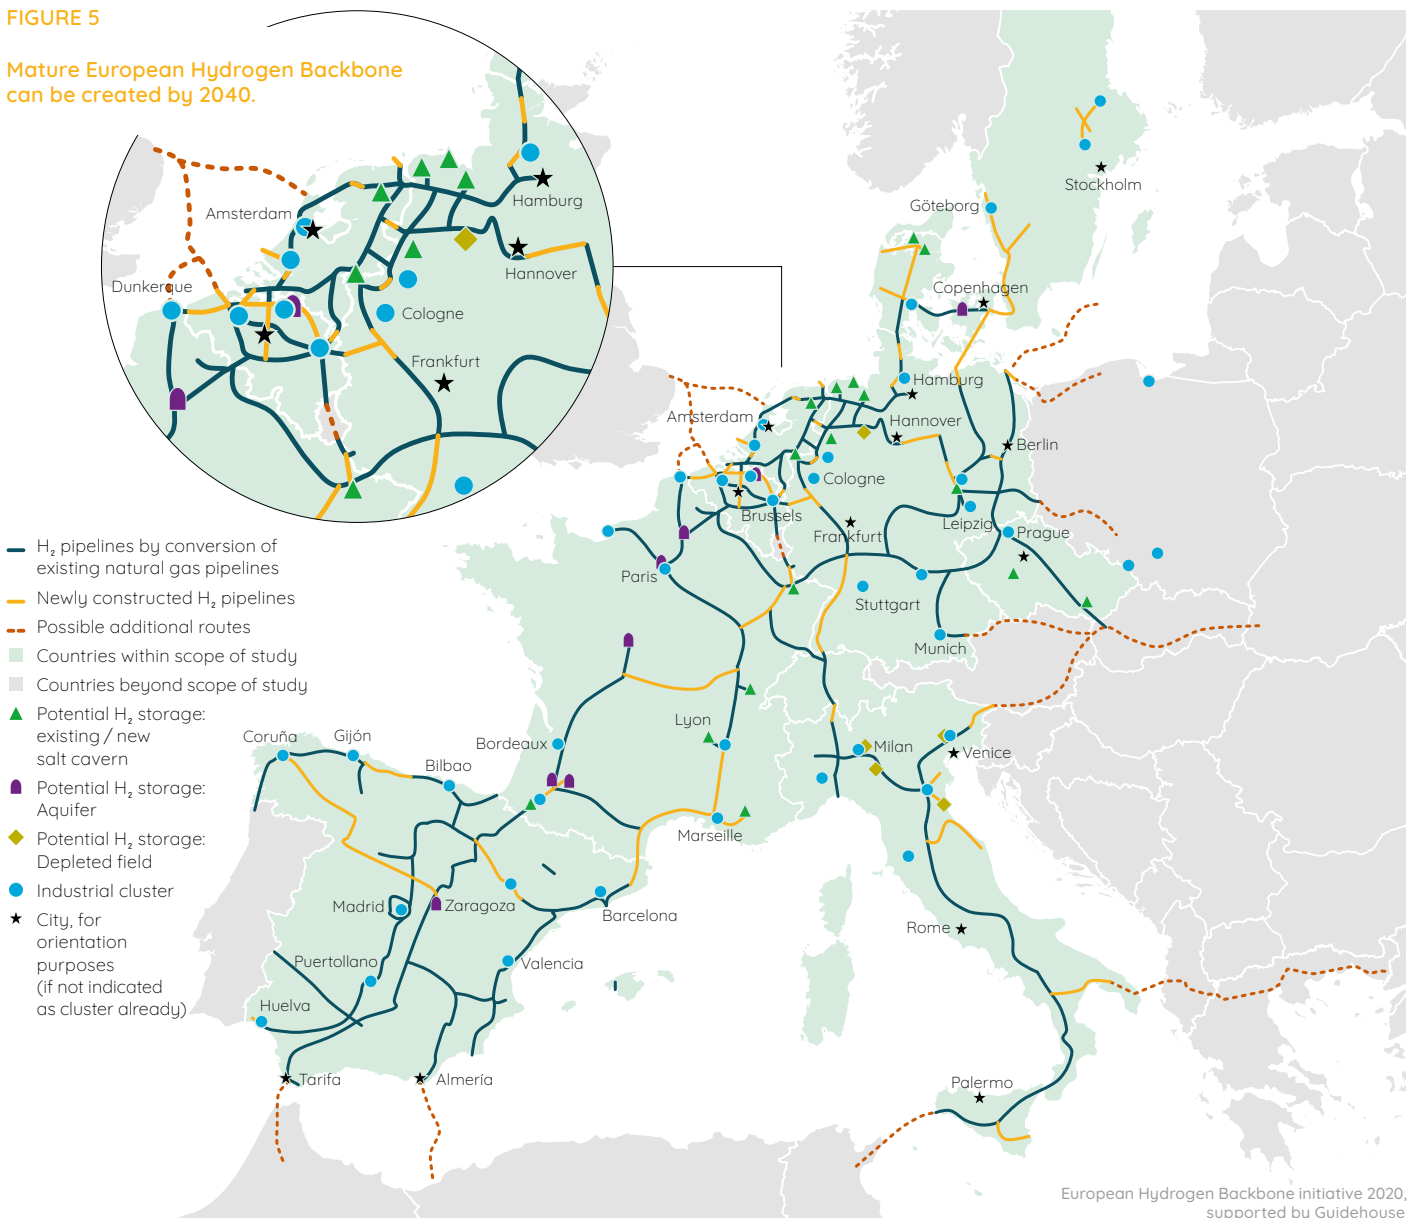 FIGURE 5
Mature European Hydrogen Backbone
can be created by 2040.
Amsterdam
Hamburg
Hannover
Dunkerque
Cologne
Frankfurt
H₂ pipelines by conversion of
existing natural gas pipelines
Newly constructed H₂ pipelines
Possible additional routes
Countries within scope of study
Countries beyond scope of study
Potential H₂ storage:
existing / new
salt cavern
Potential H₂ storage:
Aquifer
Potential H₂ storage:
Depleted field
Industrial cluster
City, for
orientation
purposes
(if not indicated
as cluster already)
Stockholm
Göteborg
Copenhagen
Hamburg
Amsterdam
Hannover
Berlin
Cologne
Brussels
Leipzig
Frankfurt
Prague
Paris
Stuttgart
Munich
Lyon
Coruña
Gijón
Bordeaux
Milan
Venice
Bilbao
Marseille
Madrid
Zaragoza
Barcelona
Rome
Puertollano
Valencia
Huelva
Tarifa
Almería
Palermo
European Hydrogen Backbone initiative 2020,
supported by Guidehouse